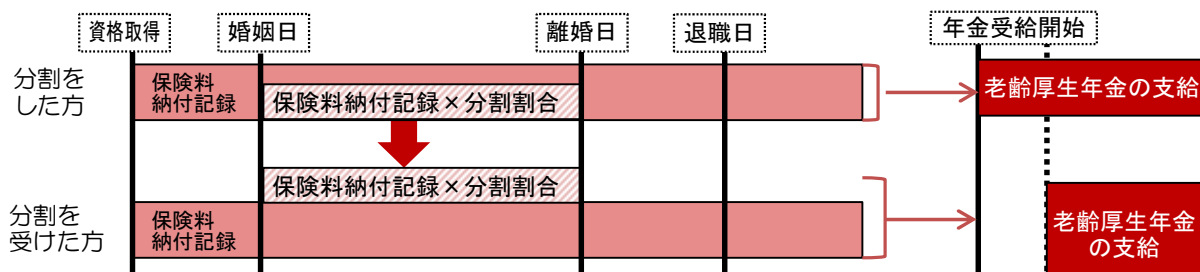 資格取得
婚姻日
離婚日
退職日
年金受給開始
分割を
した方
保険料
納付記録
保険料納付記録×分割割合
老齢厚生年金の支給
保険料納付記録×分割割合
分割を
受けた方
保険料
納付記録
老齢厚生年金
の支給